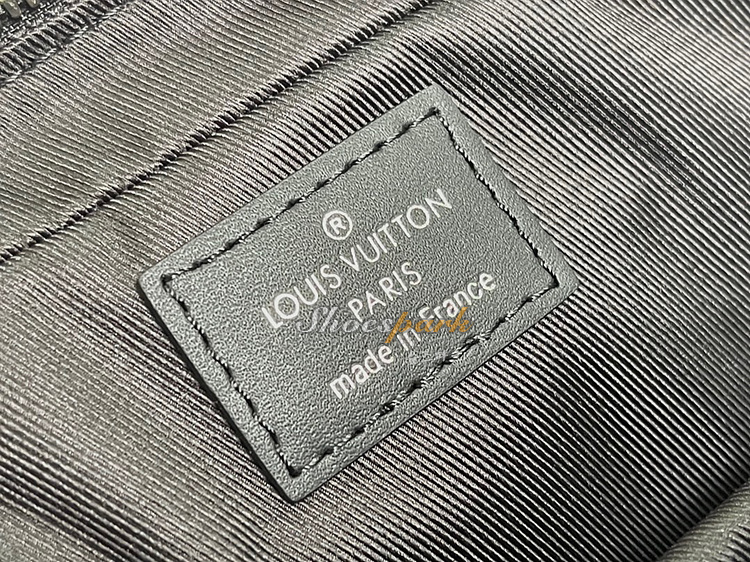 ®
LOUIS VUITTON
PARIS
Shoespark
made in France